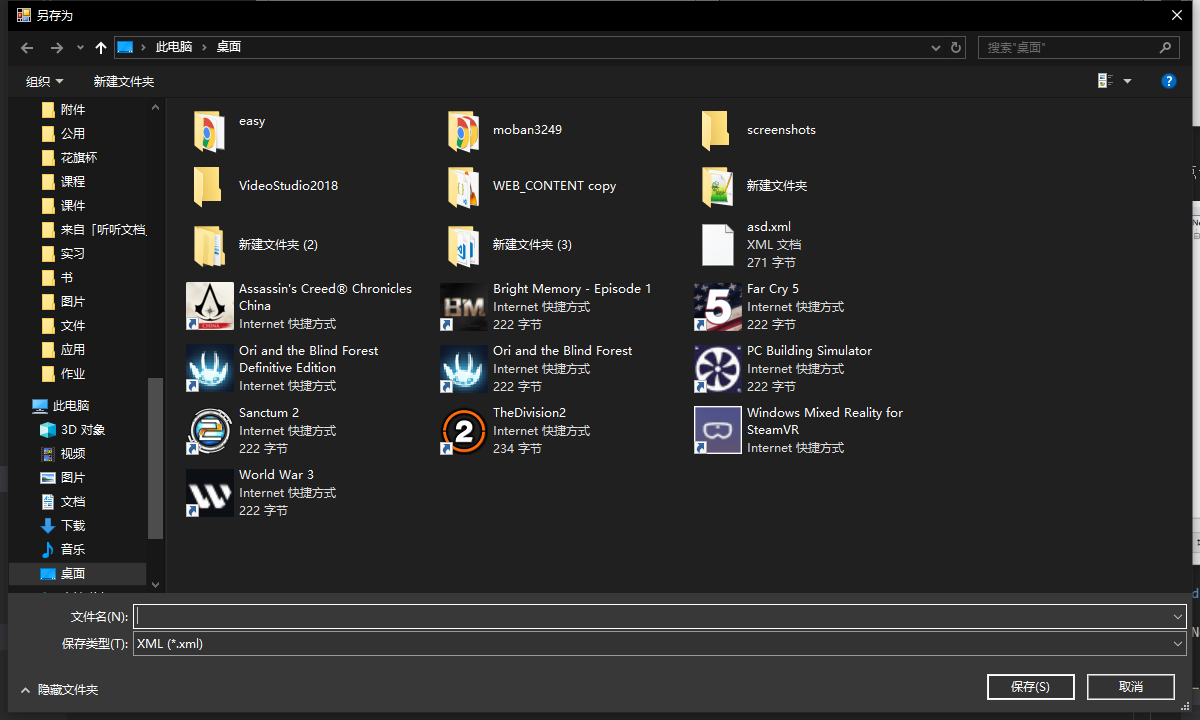 另存为
此电脑 › 桌面
搜索"桌面"
组织
新建文件夹
附件
公用
花旗杯
课程
课件
来自「听听文档
实习
书
图片
文件
应用
作业
此电脑
3D 对象
视频
图片
文档
下载
音乐
桌面
easy
moban3249
screenshots
VideoStudio2018
WEB_CONTENT copy
新建文件夹
新建文件夹 (2)
新建文件夹 (3)
asd.xml
XML 文档
271 字节
Assassin's Creed® Chronicles
China
Internet 快捷方式
Bright Memory - Episode 1
Internet 快捷方式
222 字节
Far Cry 5
Internet 快捷方式
222 字节
Ori and the Blind Forest
Definitive Edition
Internet 快捷方式
Ori and the Blind Forest
Internet 快捷方式
222 字节
PC Building Simulator
Internet 快捷方式
222 字节
Sanctum 2
Internet 快捷方式
222 字节
TheDivision2
Internet 快捷方式
234 字节
Windows Mixed Reality for
SteamVR
Internet 快捷方式
World War 3
Internet 快捷方式
222 字节
文件名(N):
保存类型(T): XML (*.xml)
隐藏文件夹
保存(S)
取消